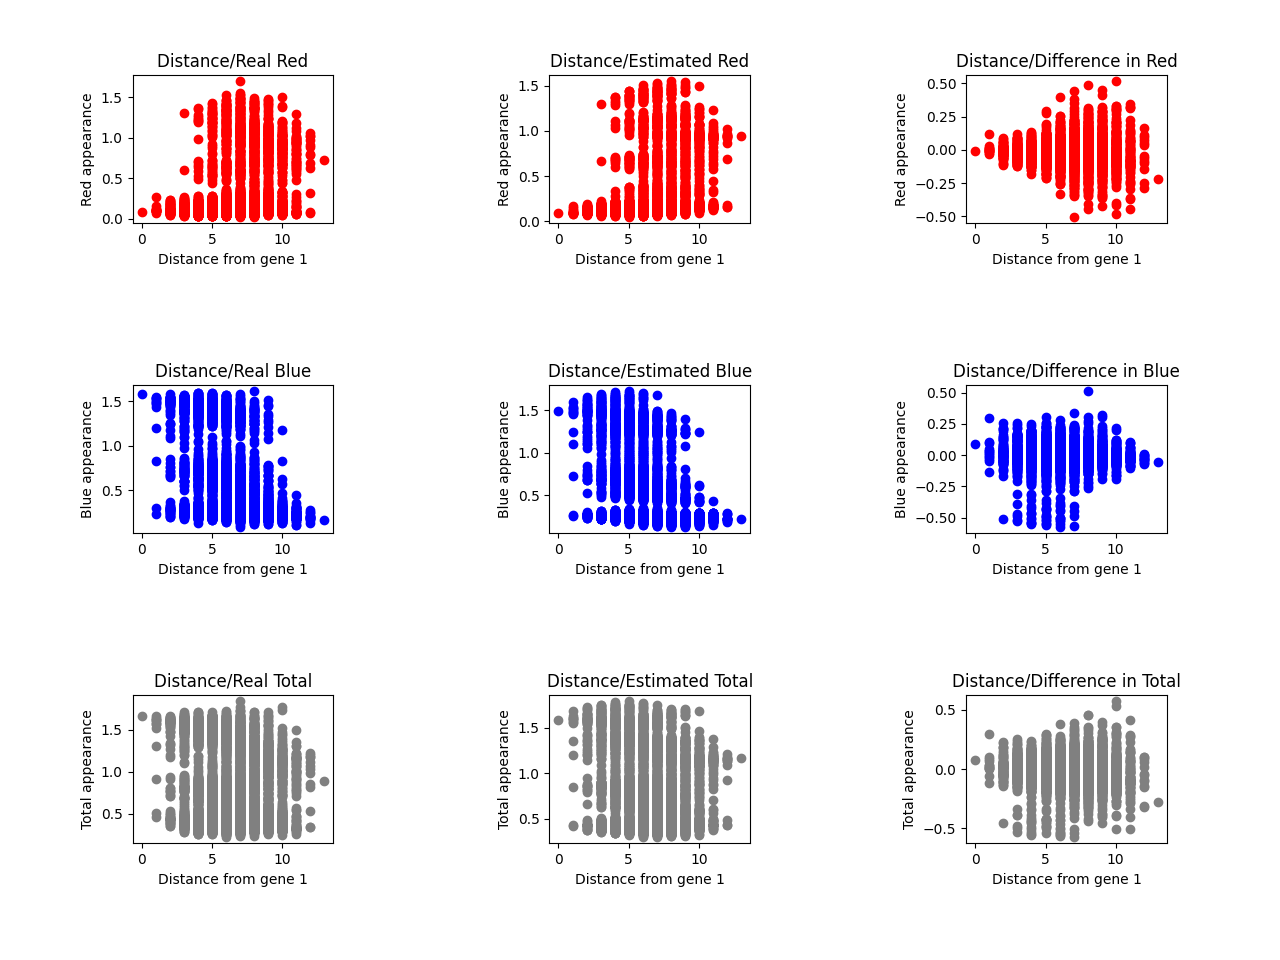 Distance/Real Red
Distance/Estimated Red
Distance/Difference in Red
Red appearance
1.5
1.0
0.5
0.0
0
5
10
Distance from gene 1
Red appearance
1.5
1.0
0.5
0.0
0
5
10
Distance from gene 1
Red appearance
0.50
0.25
0.00
−0.25
−0.50
0
5
10
Distance from gene 1
Distance/Real Blue
Distance/Estimated Blue
Distance/Difference in Blue
Blue appearance
1.5
1.0
0.5
0
5
10
Distance from gene 1
Blue appearance
1.5
1.0
0.5
0
5
10
Distance from gene 1
Blue appearance
0.50
0.25
0.00
−0.25
−0.50
0
5
10
Distance from gene 1
Distance/Real Total
Distance/Estimated Total
Distance/Difference in Total
Total appearance
1.5
1.0
0.5
0
5
10
Distance from gene 1
Total appearance
1.5
1.0
0.5
0
5
10
Distance from gene 1
Total appearance
0.5
0.0
−0.5
0
5
10
Distance from gene 1